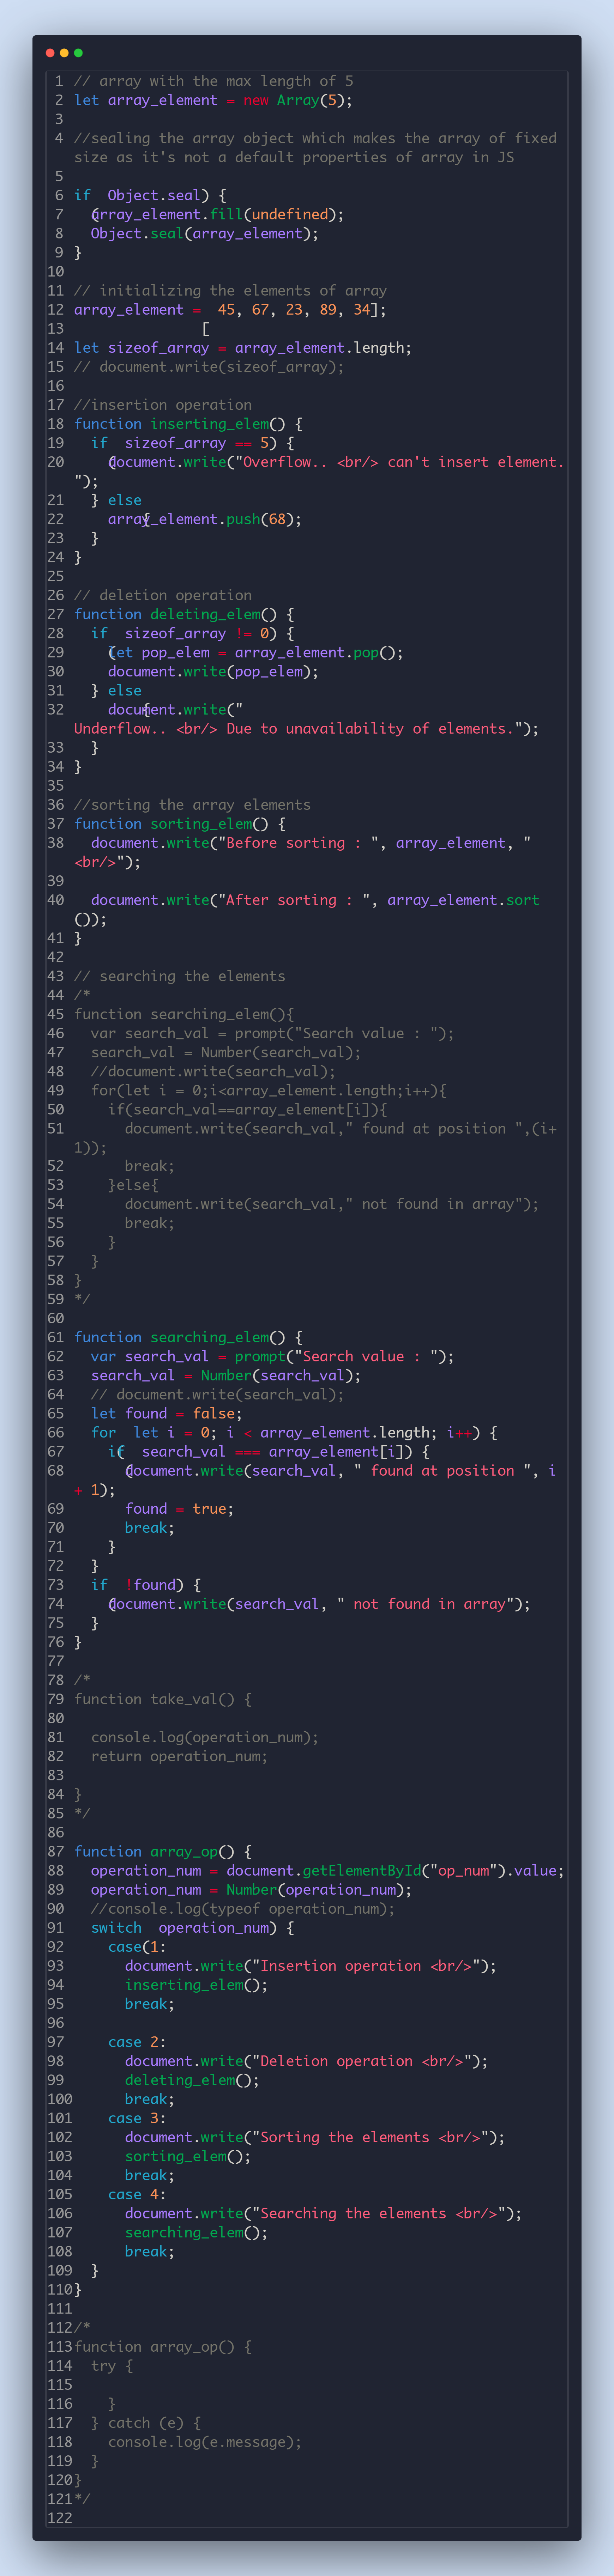 1 // array with the max length of 5
2 let array_element = new Array(5);
3
4 //sealing the array object which makes the array of fixed
size as it's not a default properties of array in JS
5
6 if (Object.seal) {
7 array_element.fill(undefined);
8 Object.seal(array_element);
9 }
10
11 // initializing the elements of array
12 array_element = [45, 67, 23, 89, 34];
13
14 let sizeof_array = array_element.length;
15 // document.write(sizeof_array);
16
17 //insertion operation
18 function inserting_elem() {
19 if (sizeof_array == 5) {
20 document.write("Overflow.. <br/> can't insert element.
");
21 } else {
22 array_element.push(68);
23 }
24 }
25
26 // deletion operation
27 function deleting_elem() {
28 if (sizeof_array != 0) {
29 let pop_elem = array_element.pop();
30 document.write(pop_elem);
31 } else {
32 document.write("
Underflow.. <br/> Due to unavailability of elements.");
33 }
34 }
35
36 //sorting the array elements
37 function sorting_elem() {
38 document.write("Before sorting : ", array_element, "
<br/>");
39
40 document.write("After sorting : ", array_element.sort
());
41 }
42
43 // searching the elements
44 /*
45 function searching_elem(){
46 var search_val = prompt("Search value : ");
47 search_val = Number(search_val);
48 //document.write(search_val);
49 for(let i = 0;i<array_element.length;i++){
50 if(search_val==array_element[i]){
51 document.write(search_val," found at position ",(i+
1));
52 break;
53 }else{
54 document.write(search_val," not found in array");
55 break;
56 }
57 }
58 }
59 */
60
61 function searching_elem() {
62 var search_val = prompt("Search value : ");
63 search_val = Number(search_val);
64 // document.write(search_val);
65 let found = false;
66 for (let i = 0; i < array_element.length; i++) {
67 if (search_val === array_element[i]) {
68 document.write(search_val, " found at position ", i
+ 1);
69 found = true;
70 break;
71 }
72 }
73 if (!found) {
74 document.write(search_val, " not found in array");
75 }
76 }
77
78 /*
79 function take_val() {
80
81 console.log(operation_num);
82 return operation_num;
83
84 }
85 */
86
87 function array_op() {
88 operation_num = document.getElementById("op_num").value;
89 operation_num = Number(operation_num);
90 //console.log(typeof operation_num);
91 switch (operation_num) {
92 case 1:
93 document.write("Insertion operation <br/>");
94 inserting_elem();
95 break;
96
97 case 2:
98 document.write("Deletion operation <br/>");
99 deleting_elem();
100 break;
101 case 3:
102 document.write("Sorting the elements <br/>");
103 sorting_elem();
104 break;
105 case 4:
106 document.write("Searching the elements <br/>");
107 searching_elem();
108 break;
109 }
110 }
111
112 /*
113 function array_op() {
114 try {
115
116 }
117 } catch (e) {
118 console.log(e.message);
119 }
120 }
121 */
122